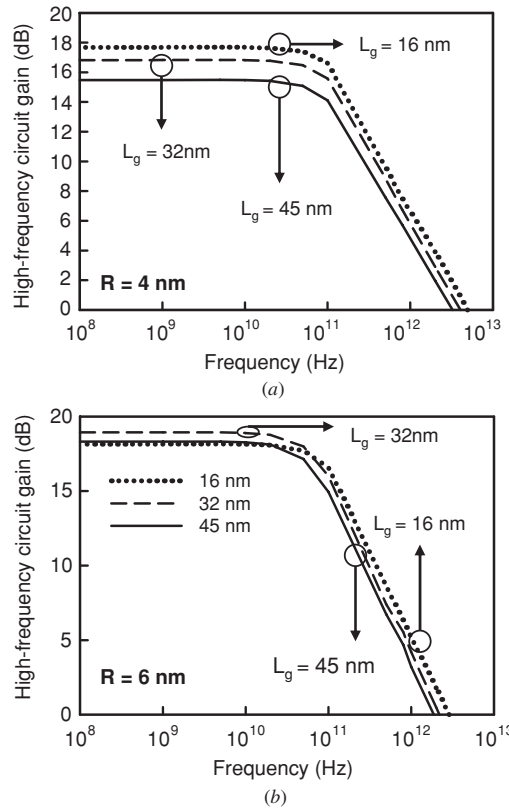 High-frequency circuit gain (dB)
20
18
16
14
12
10
8
6
4
2
0
L_g = 16 nm
L_g = 32nm
L_g = 45 nm
R = 4 nm
10^8
10^9
10^10
10^11
10^12
10^13
Frequency (Hz)
(a)
High-frequency circuit gain (dB)
20
15
10
5
0
L_g = 32nm
16 nm
32 nm
45 nm
L_g = 16 nm
L_g = 45 nm
R = 6 nm
10^8
10^9
10^10
10^11
10^12
10^13
Frequency (Hz)
(b)